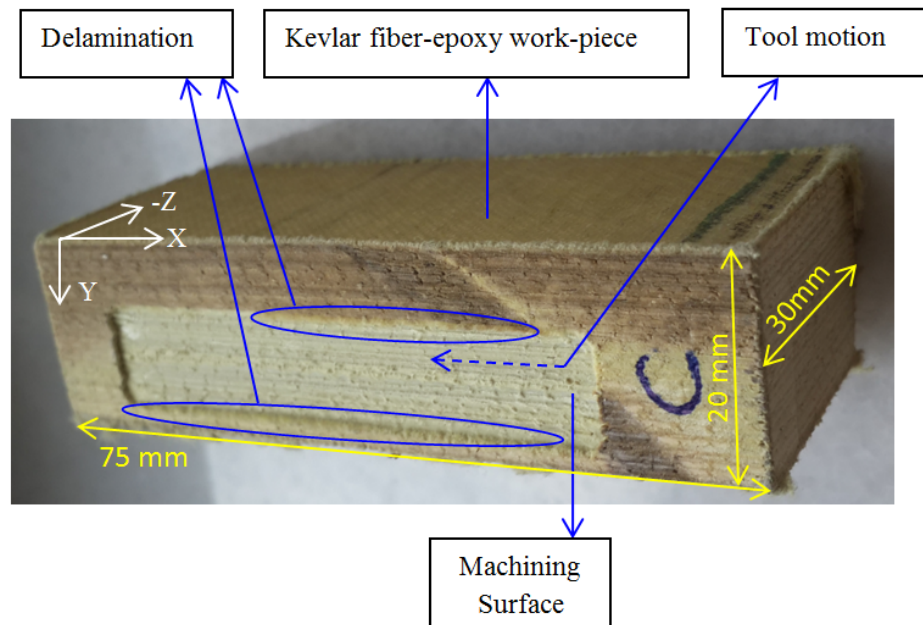 Delamination
Kevlar fiber-epoxy work-piece
Tool motion
-Z
X
Y
30mm
20 mm
U
75 mm
Machining
Surface